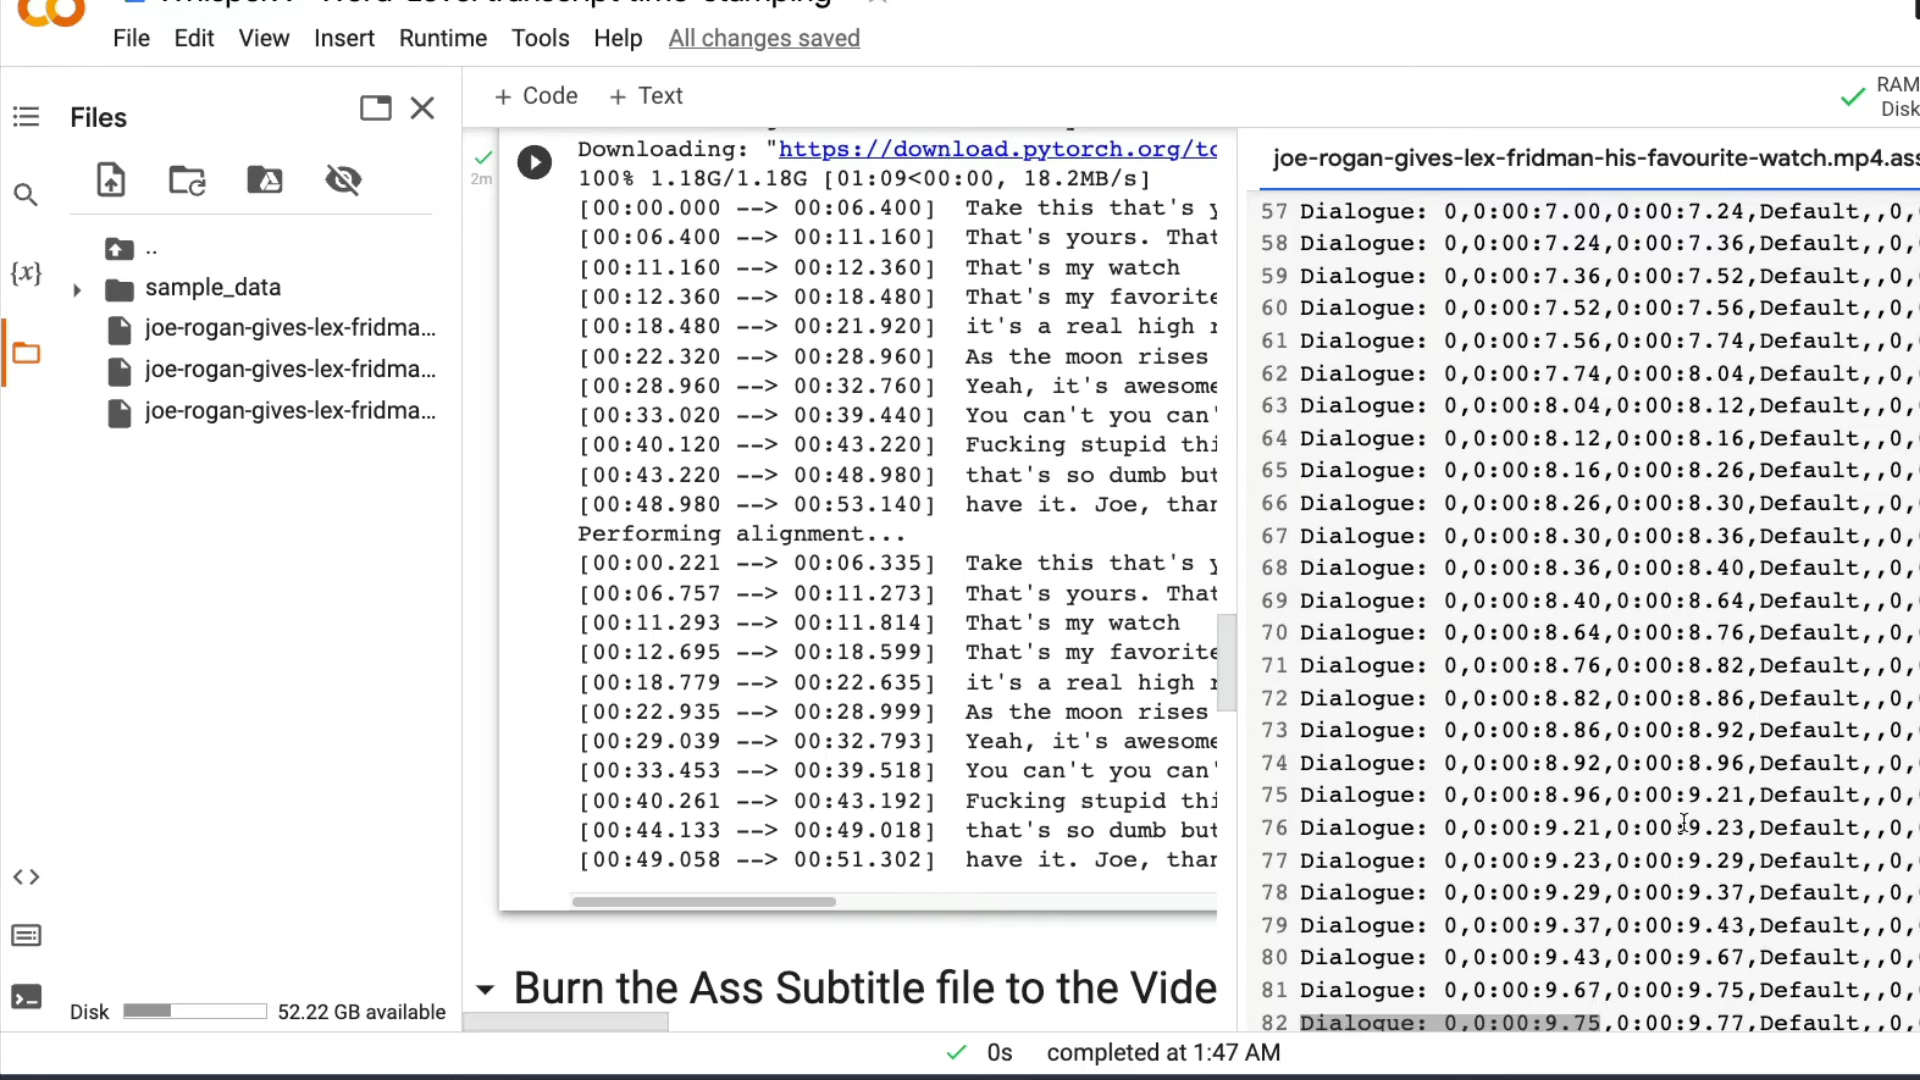 File Edit View Insert Runtime Tools Help All changes saved
+ Code + Text
RAM
Disk
Files
..
sample_data
joe-rogan-gives-lex-fridma...
joe-rogan-gives-lex-fridma...
joe-rogan-gives-lex-fridma...
{x}
Disk 52.22 GB available
2m
Downloading: "https://download.pytorch.org/to
100% 1.18G/1.18G [01:09<00:00, 18.2MB/s]
[00:00.000 --> 00:06.400] Take this that's y
[00:06.400 --> 00:11.160] That's yours. That
[00:11.160 --> 00:12.360] That's my watch
[00:12.360 --> 00:18.480] That's my favorite
[00:18.480 --> 00:21.920] it's a real high
[00:22.320 --> 00:28.960] As the moon rises
[00:28.960 --> 00:32.760] Yeah, it's awesome
[00:33.020 --> 00:39.440] You can't you can'
[00:40.120 --> 00:43.220] Fucking stupid thi
[00:43.220 --> 00:48.980] that's so dumb but
[00:48.980 --> 00:53.140] have it. Joe, than
Performing alignment...
[00:00.221 --> 00:06.335] Take this that's y
[00:06.757 --> 00:11.273] That's yours. That
[00:11.293 --> 00:11.814] That's my watch
[00:12.695 --> 00:18.599] That's my favorite
[00:18.779 --> 00:22.635] it's a real high
[00:22.935 --> 00:28.999] As the moon rises
[00:29.039 --> 00:32.793] Yeah, it's awesome
[00:33.453 --> 00:39.518] You can't you can'
[00:40.261 --> 00:43.192] Fucking stupid thi
[00:44.133 --> 00:49.018] that's so dumb but
[00:49.058 --> 00:51.302] have it. Joe, than
Burn the Ass Subtitle file to the Vide
joe-rogan-gives-lex-fridman-his-favourite-watch.mp4.ass
57 Dialogue: 0,0:00:7.00,0:00:7.24,Default,,0,
58 Dialogue: 0,0:00:7.24,0:00:7.36,Default,,0,
59 Dialogue: 0,0:00:7.36,0:00:7.52,Default,,0,
60 Dialogue: 0,0:00:7.52,0:00:7.56,Default,,0,
61 Dialogue: 0,0:00:7.56,0:00:7.74,Default,,0,
62 Dialogue: 0,0:00:7.74,0:00:8.04,Default,,0,
63 Dialogue: 0,0:00:8.04,0:00:8.12,Default,,0,
64 Dialogue: 0,0:00:8.12,0:00:8.16,Default,,0,
65 Dialogue: 0,0:00:8.16,0:00:8.26,Default,,0,
66 Dialogue: 0,0:00:8.26,0:00:8.30,Default,,0,
67 Dialogue: 0,0:00:8.30,0:00:8.36,Default,,0,
68 Dialogue: 0,0:00:8.36,0:00:8.40,Default,,0,
69 Dialogue: 0,0:00:8.40,0:00:8.64,Default,,0,
70 Dialogue: 0,0:00:8.64,0:00:8.76,Default,,0,
71 Dialogue: 0,0:00:8.76,0:00:8.82,Default,,0,
72 Dialogue: 0,0:00:8.82,0:00:8.86,Default,,0,
73 Dialogue: 0,0:00:8.86,0:00:8.92,Default,,0,
74 Dialogue: 0,0:00:8.92,0:00:8.96,Default,,0,
75 Dialogue: 0,0:00:8.96,0:00:9.21,Default,,0,
76 Dialogue: 0,0:00:9.21,0:00:9.23,Default,,0,
77 Dialogue: 0,0:00:9.23,0:00:9.29,Default,,0,
78 Dialogue: 0,0:00:9.29,0:00:9.37,Default,,0,
79 Dialogue: 0,0:00:9.37,0:00:9.43,Default,,0,
80 Dialogue: 0,0:00:9.43,0:00:9.67,Default,,0,
81 Dialogue: 0,0:00:9.67,0:00:9.75,Default,,0,
82 Dialogue: 0,0:00:9.75,0:00:9.77,Default,,0,
0s completed at 1:47 AM